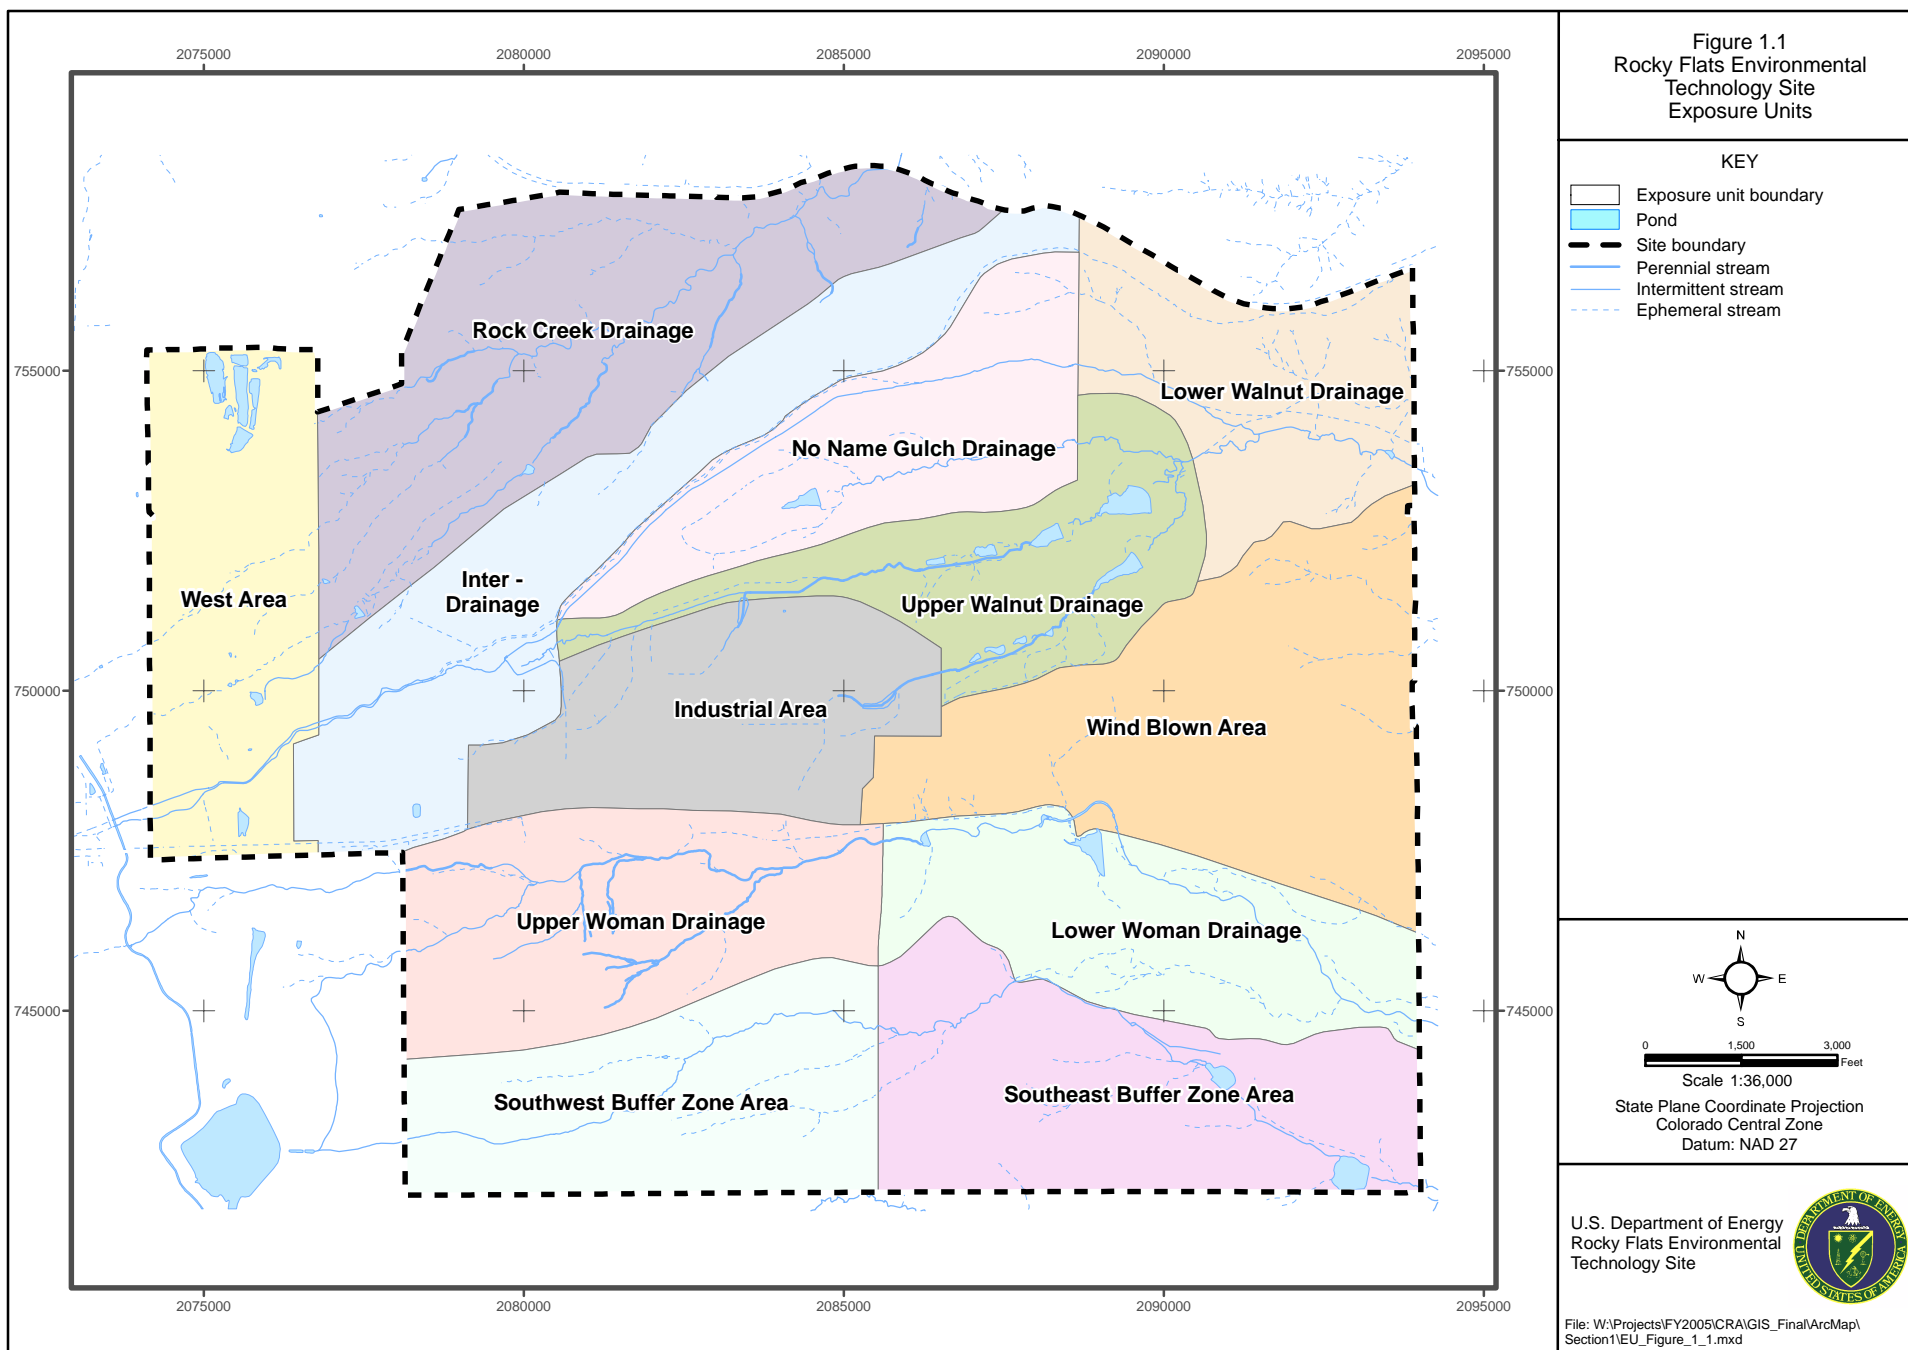 2075000
2080000
2085000
2090000
2095000
755000
750000
745000
755000
750000
745000
2075000
2080000
2085000
2090000
2095000
Rock Creek Drainage
Lower Walnut Drainage
No Name Gulch Drainage
West Area
Inter -
Drainage
Upper Walnut Drainage
Industrial Area
Wind Blown Area
Upper Woman Drainage
Lower Woman Drainage
Southwest Buffer Zone Area
Southeast Buffer Zone Area
Figure 1.1
Rocky Flats Environmental
Technology Site
Exposure Units
KEY
Exposure unit boundary
Pond
Site boundary
Perennial stream
Intermittent stream
Ephemeral stream
N
W E
S
0 1,500 3,000
Feet
Scale 1:36,000
State Plane Coordinate Projection
Colorado Central Zone
Datum: NAD 27
U.S. Department of Energy
Rocky Flats Environmental
Technology Site
DEPARTMENT OF ENERGY
UNITED STATES OF AMERICA
File: W:\Projects\FY2005\CRA\GIS_Final\ArcMap\
Section1\EU_Figure_1_1.mxd